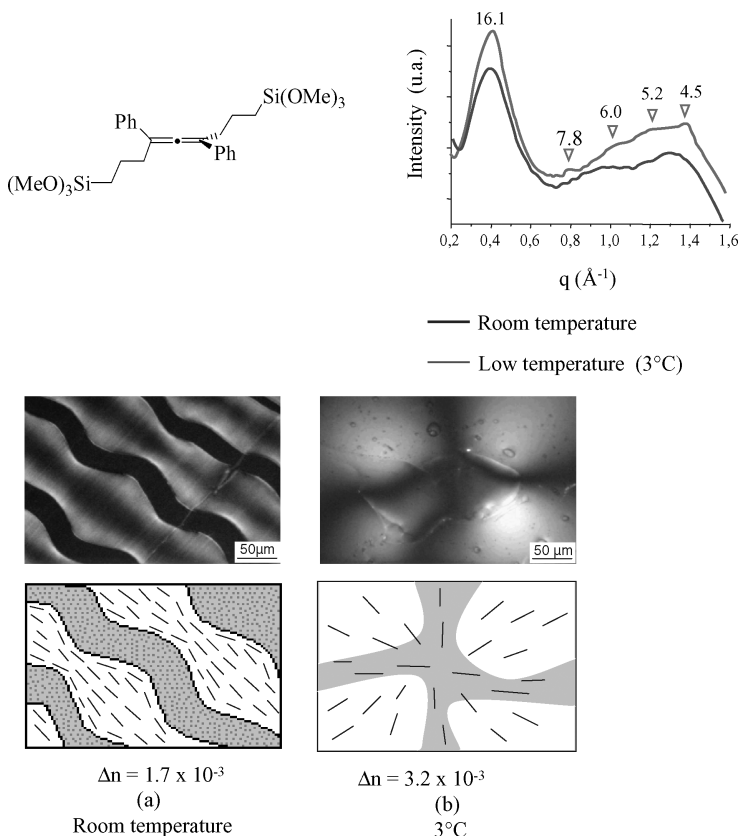 Si(OMe)3
Ph
Ph
(MeO)3Si
Intensity (u.a.)
16.1
7.8
6.0
5.2
4.5
0,2 0,4 0,6 0,8 1,0 1,2 1,4 1,6
q (Å-1)
Room temperature
Low temperature (3°C)
50µm
50 µm
Δn = 1.7 x 10-3
(a)
Room temperature
Δn = 3.2 x 10-3
(b)
3°C